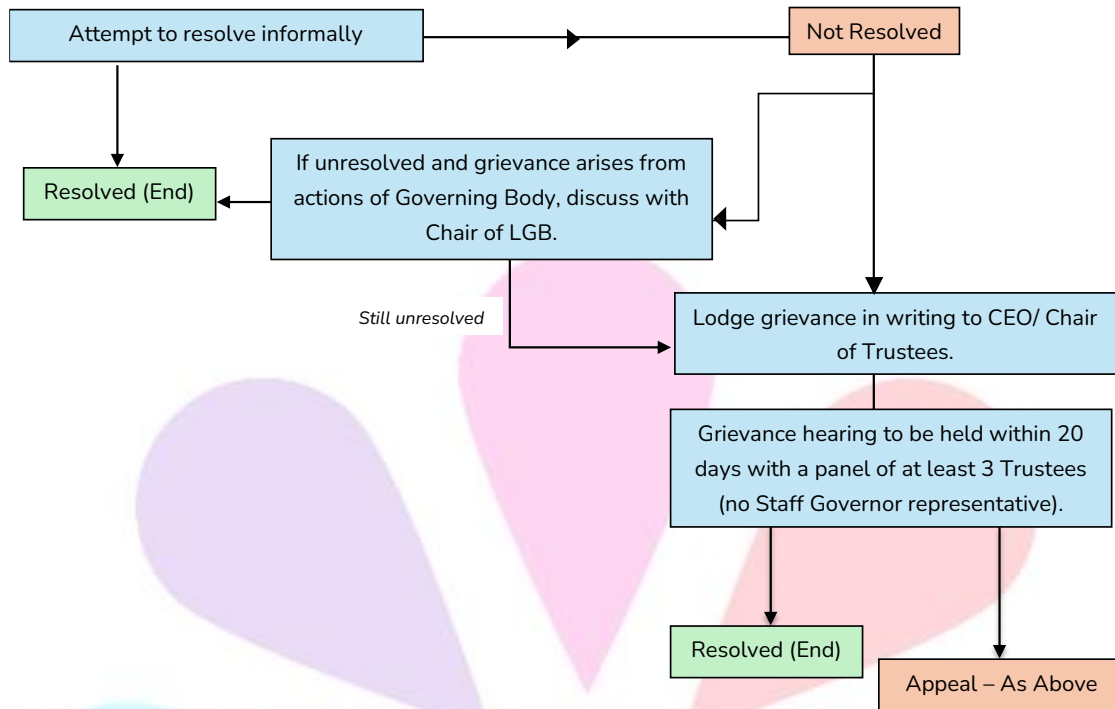 Attempt to resolve informally
Not Resolved
If unresolved and grievance arises from
actions of Governing Body, discuss with
Chair of LGB.
Resolved (End)
Still unresolved
Lodge grievance in writing to CEO/ Chair
of Trustees.
Grievance hearing to be held within 20
days with a panel of at least 3 Trustees
(no Staff Governor representative).
Resolved (End)
Appeal – As Above